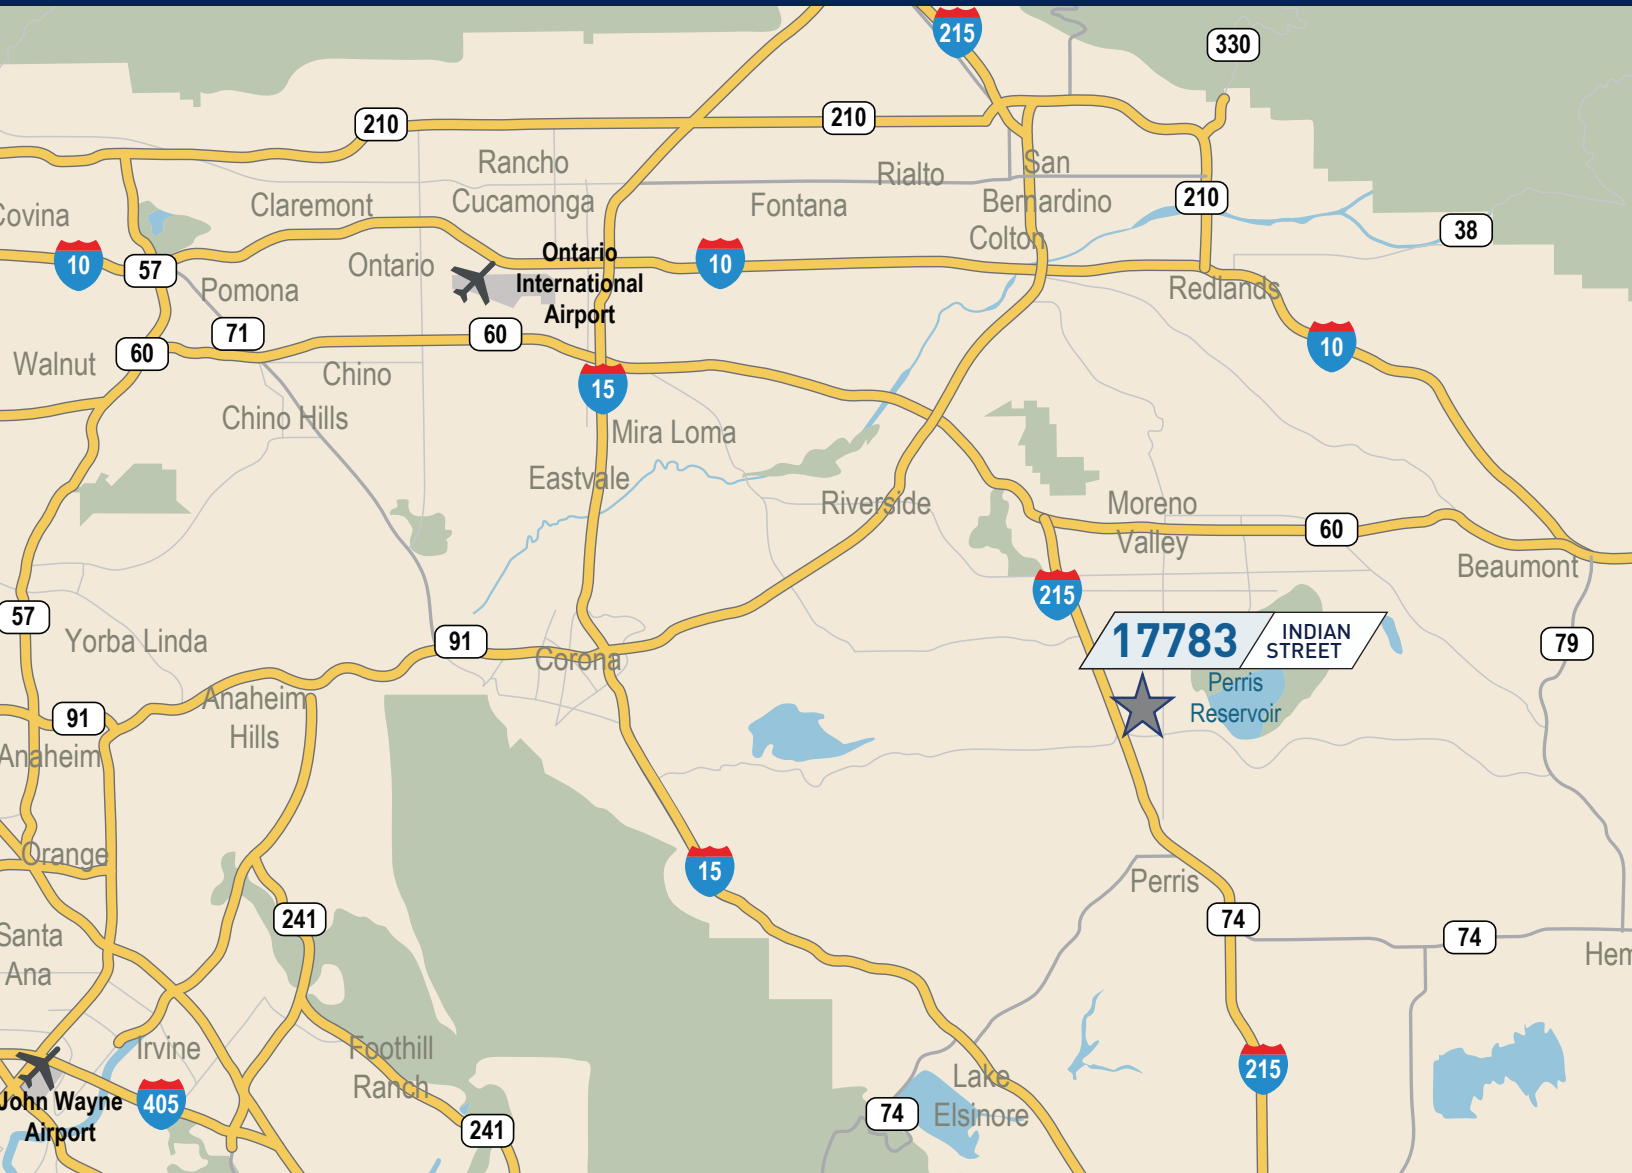 215
330
210
210
Rancho
Cucamonga
Rialto
San
Bernardino
210
Covina
Claremont
Fontana
Colton
38
10
57
Ontario
Ontario
International
Airport
10
Pomona
Redlands
71
60
60
Walnut
10
Chino
15
Chino Hills
Mira Loma
Eastvale
Riverside
Moreno
Valley
60
Beaumont
215
57
Yorba Linda
91
Corona
17783
INDIAN
STREET
79
Perris
Reservoir
Anaheim
Hills
91
Anaheim
Orange
15
Perris
241
74
74
Santa
Ana
Hem
Irvine
Foothill
Ranch
215
Lake
Elsinore
74
John Wayne
Airport
405
241